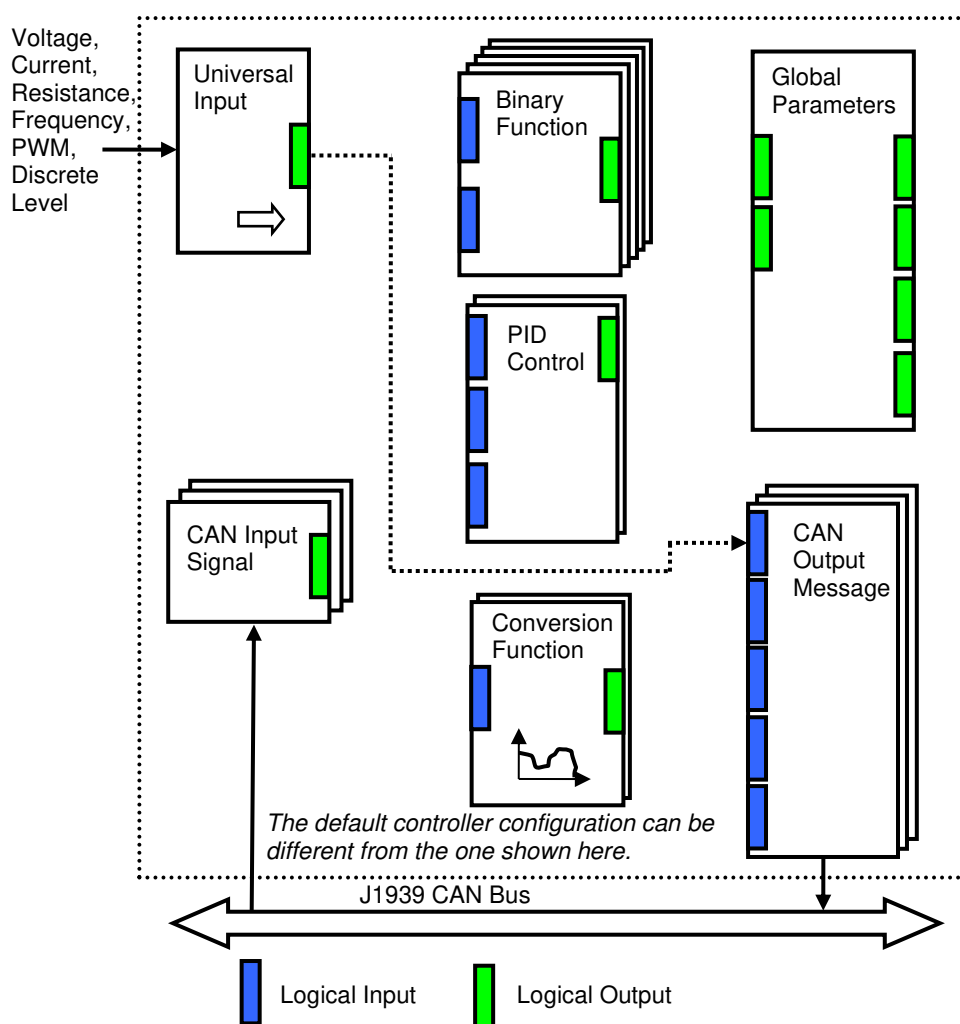 Voltage,
Current,
Resistance,
Frequency,
PWM,
Discrete
Level
Universal
Input
Binary
Function
Global
Parameters
PID
Control
CAN Input
Signal
CAN
Output
Message
Conversion
Function
The default controller configuration can be
different from the one shown here.
J1939 CAN Bus
Logical Input
Logical Output